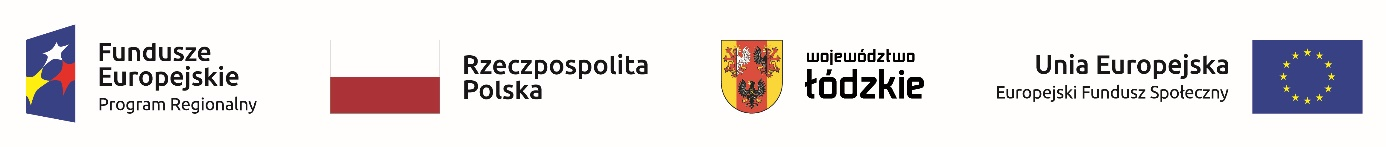 Fundusze
Europejskie
Program Regionalny
Rzeczpospolita
Polska
województwo
łódzkie
Unia Europejska
Europejski Fundusz Społeczny